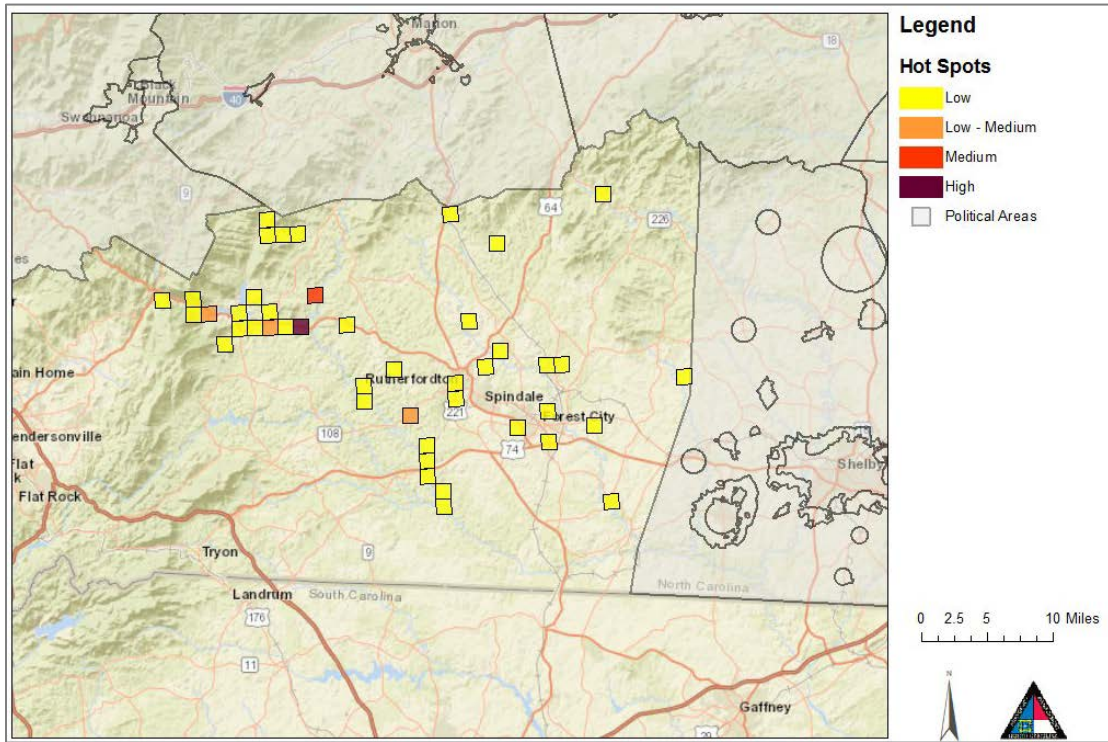 Marion
18
40
Black
Mountain
Swannanoa
9
64
226
ain Home
Rutherfordton
Spindale
221
Forest City
endersonville
108
74
Flat
k
Flat Rock
Shelby
Tryon
9
North Carolina
Landrum
South Carolina
176
11
Gaffney
29
Legend
Hot Spots
Low
Low - Medium
Medium
High
Political Areas
0 2.5 5 10 Miles